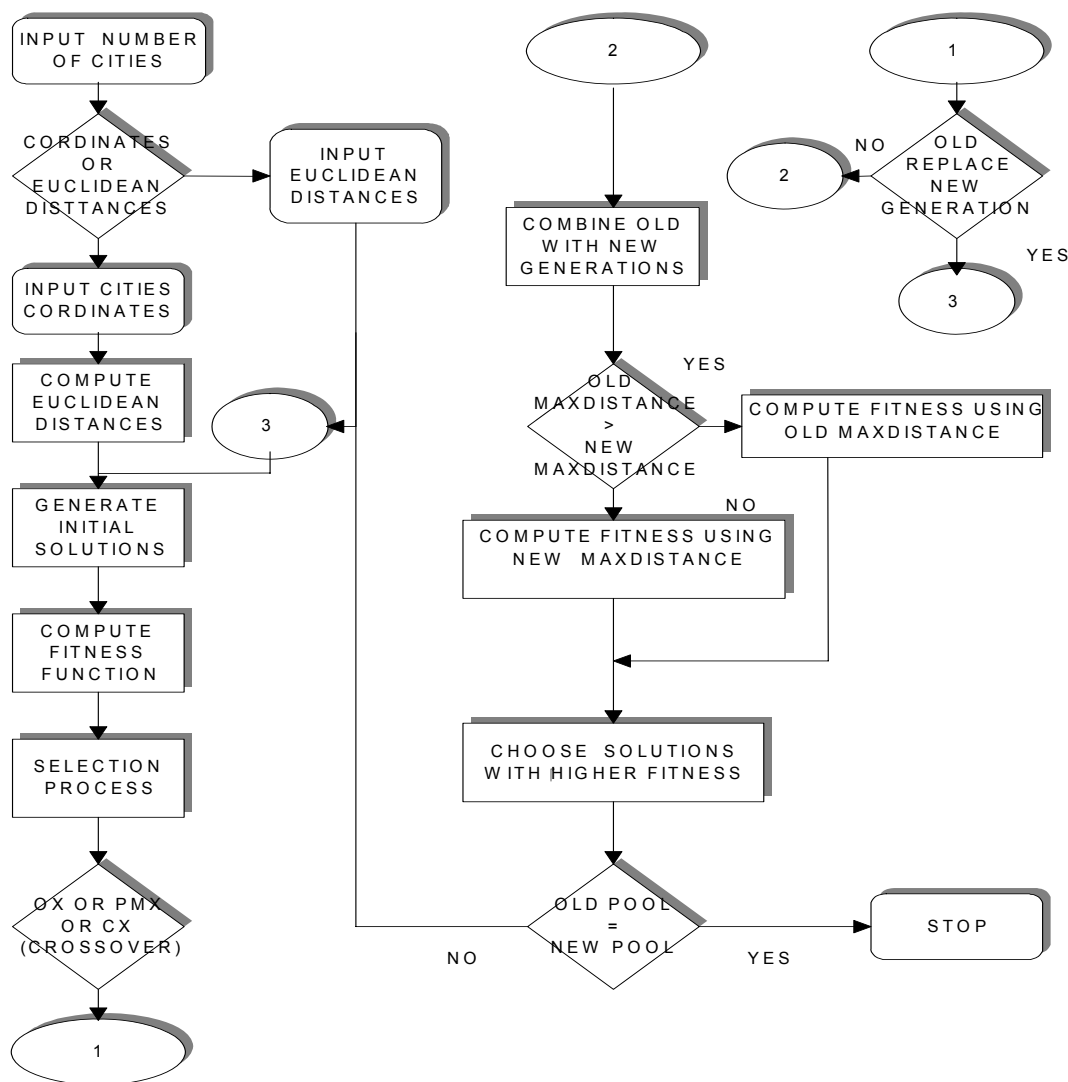 INPUT NUMBER
OF CITIES
CORDINATES
OR
EUCLIDEAN
DISTTANCES
INPUT
EUCLIDEAN
DISTANCES
INPUT CITIES
CORDINATES
COMPUTE
EUCLIDEAN
DISTANCES
3
GENERATE
INITIAL
SOLUTIONS
COMPUTE
FITNESS
FUNCTION
SELECTION
PROCESS
OX OR PMX
OR CX
(CROSSOVER)
1
2
COMBINE OLD
WITH NEW
GENERATIONS
OLD
MAXDISTANCE
>
NEW
MAXDISTANCE
YES
COMPUTE FITNESS USING
OLD MAXDISTANCE
NO
COMPUTE FITNESS USING
NEW MAXDISTANCE
CHOOSE SOLUTIONS
WITH HIGHER FITNESS
OLD POOL
=
NEW POOL
NO
YES
STOP
1
OLD
REPLACE
NEW
GENERATION
NO
2
YES
3